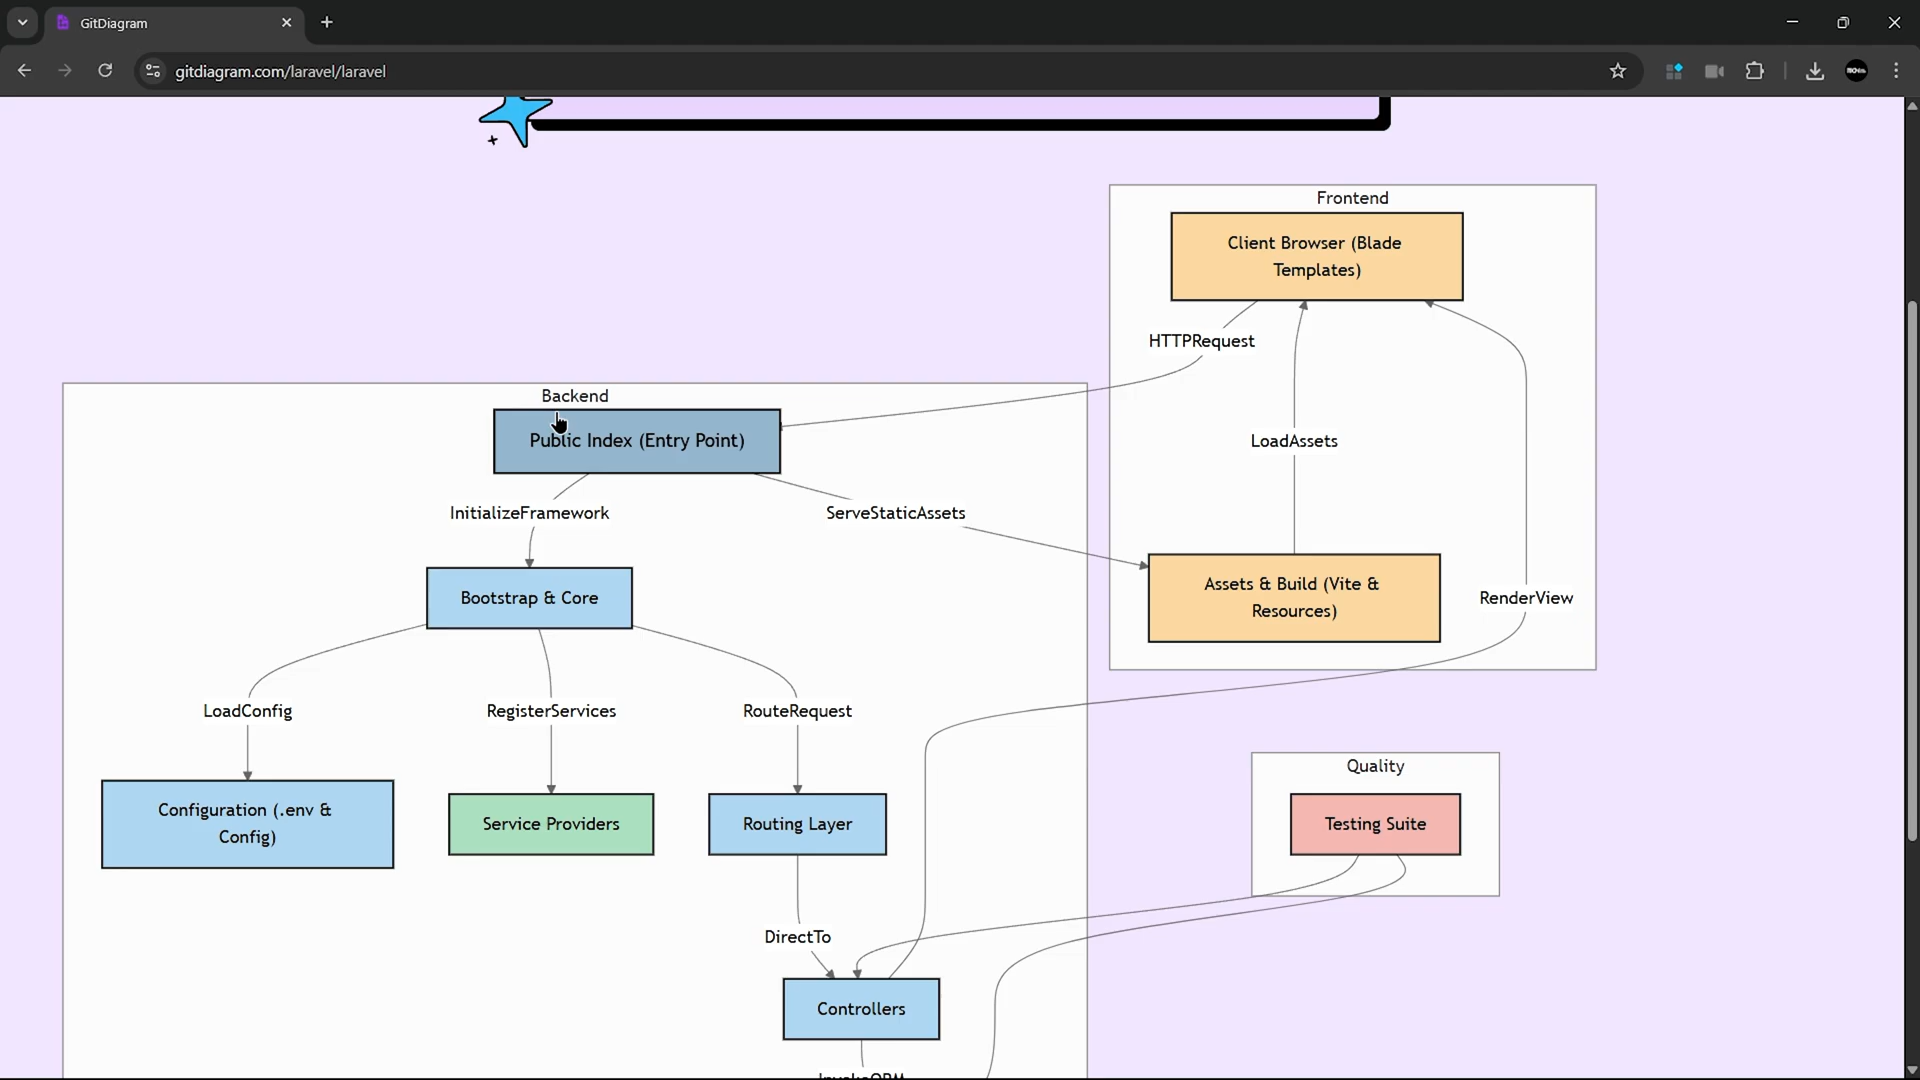 GitDiagram
gitdiagram.com/laravel/laravel
Frontend
Client Browser (Blade
Templates)
HTTPRequest
Backend
Public Index (Entry Point)
LoadAssets
InitializeFramework
ServeStaticAssets
Assets & Build (Vite &
Resources)
RenderView
Bootstrap & Core
LoadConfig
RegisterServices
RouteRequest
Quality
Configuration (.env &
Config)
Service Providers
Routing Layer
Testing Suite
DirectTo
Controllers
InvokeORM